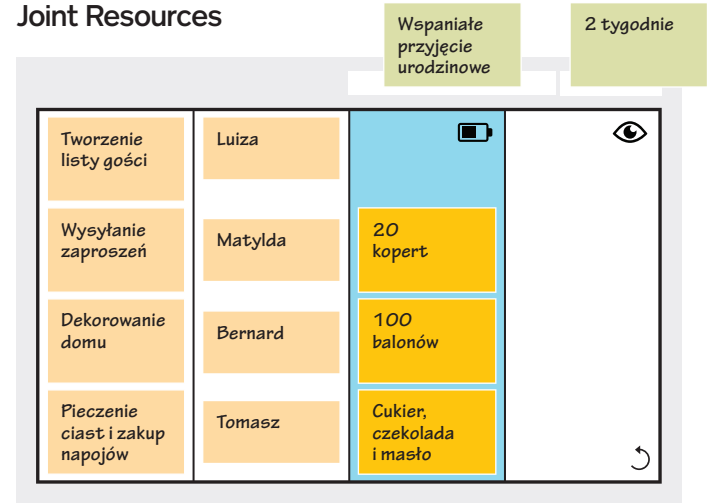 Joint Resources
Wspaniałe
przyjęcie
urodzinowe
2 tygodnie
Tworzenie
listy gości
Luiza
Wysyłanie
zaproszeń
Matylda
20
kopert
Dekorowanie
domu
Bernard
100
balonów
Pieczenie
ciast i zakup
napojów
Tomasz
Cukier,
czekolada
i masło